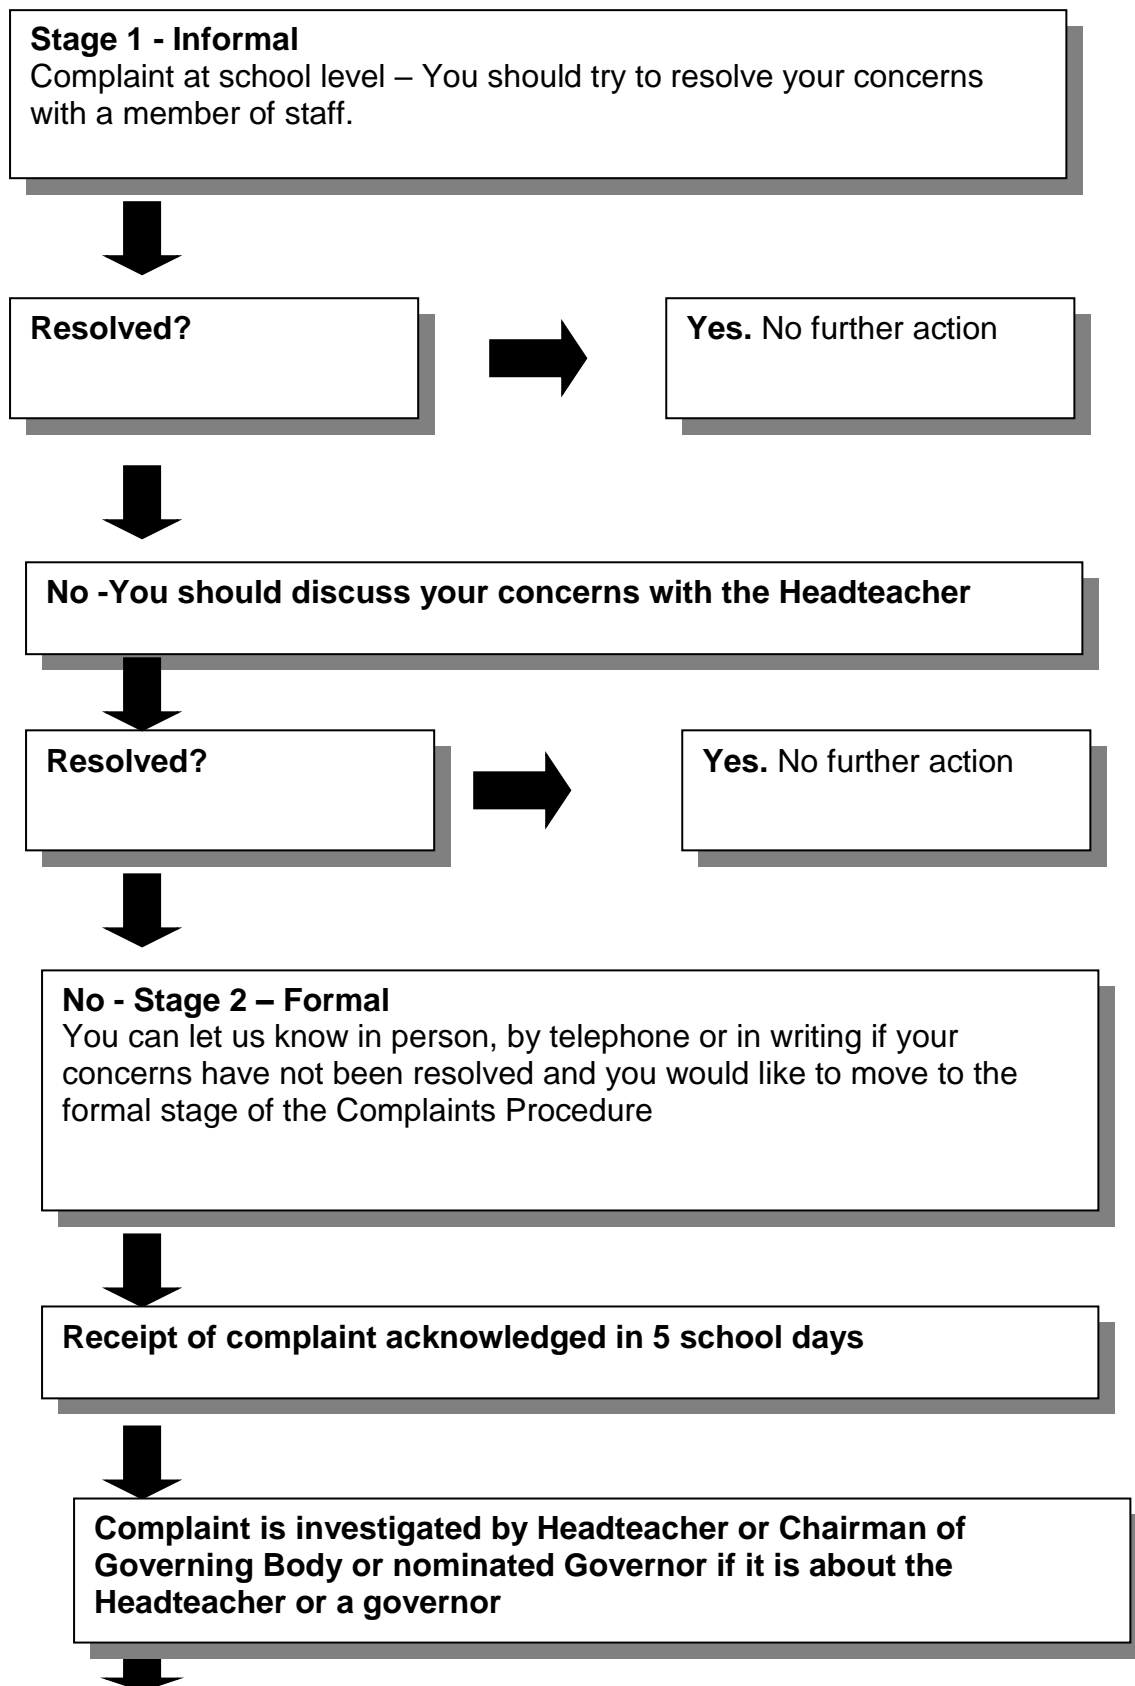 Stage 1 - Informal
Complaint at school level – You should try to resolve your concerns
with a member of staff.
Resolved?
Yes. No further action
No -You should discuss your concerns with the Headteacher
Resolved?
Yes. No further action
No - Stage 2 – Formal
You can let us know in person, by telephone or in writing if your
concerns have not been resolved and you would like to move to the
formal stage of the Complaints Procedure
Receipt of complaint acknowledged in 5 school days
Complaint is investigated by Headteacher or Chairman of
Governing Body or nominated Governor if it is about the
Headteacher or a governor